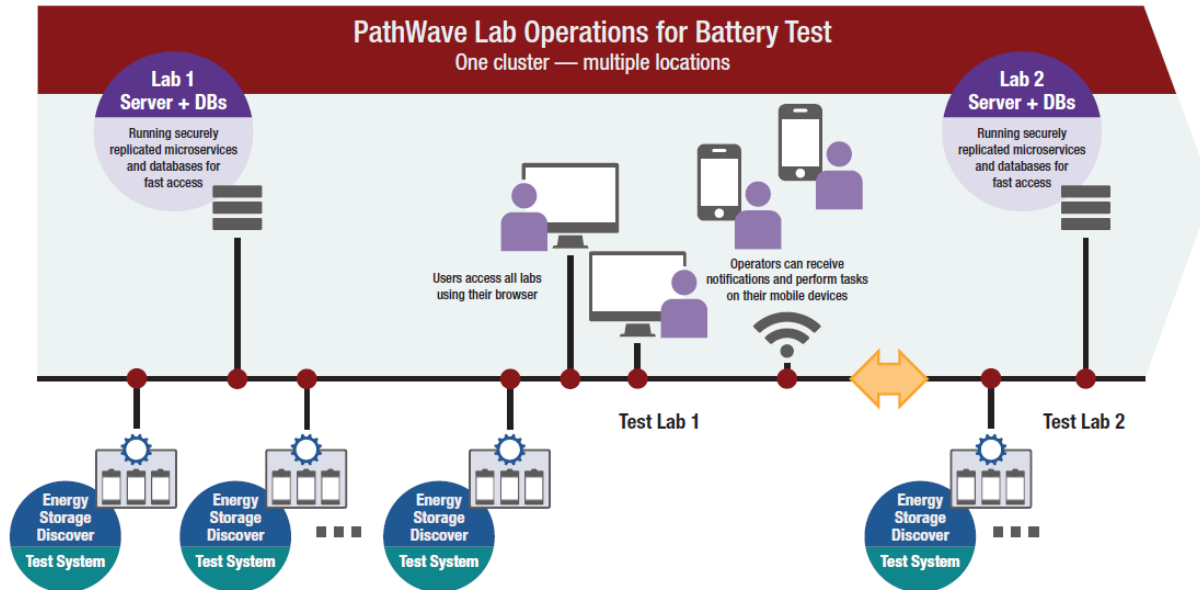 PathWave Lab Operations for Battery Test
One cluster — multiple locations
Lab 1
Server + DBs
Running securely
replicated microservices
and databases for
fast access
Lab 2
Server + DBs
Running securely
replicated microservices
and databases for
fast access
Users access all labs
using their browser
Operators can receive
notifications and perform tasks
on their mobile devices
Test Lab 1
Test Lab 2
Energy
Storage
Discover
Test System
Energy
Storage
Discover
Test System
Energy
Storage
Discover
Test System
Energy
Storage
Discover
Test System